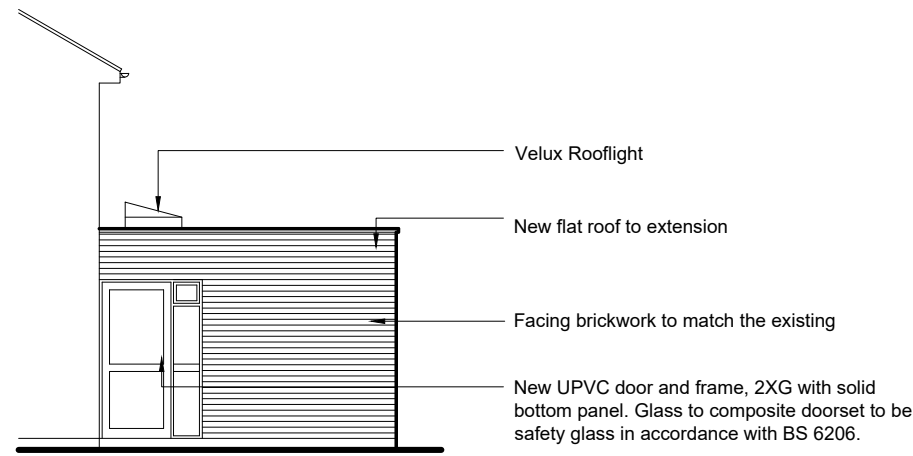 Velux Rooflight
New flat roof to extension
Facing brickwork to match the existing
New UPVC door and frame, 2XG with solid
bottom panel. Glass to composite doorset to be
safety glass in accordance with BS 6206.